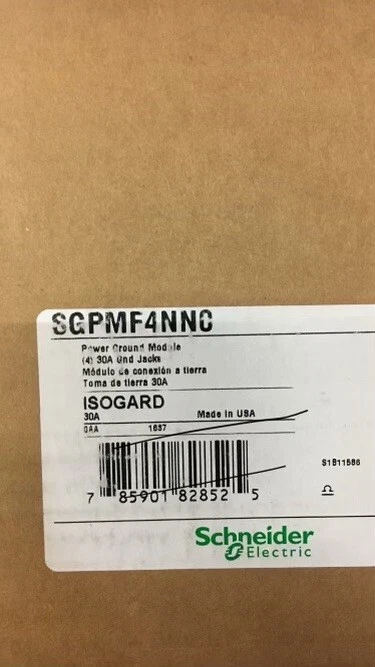 SGPMF4NNC
Power Ground Module
(4) 30A Gnd Jacks
Módulo de conexión a tierra
Toma de tierra 30A
ISOGARD
30A Made in USA
OAA 1637
7 85901 82852 5
S1B11586
Schneider
Electric